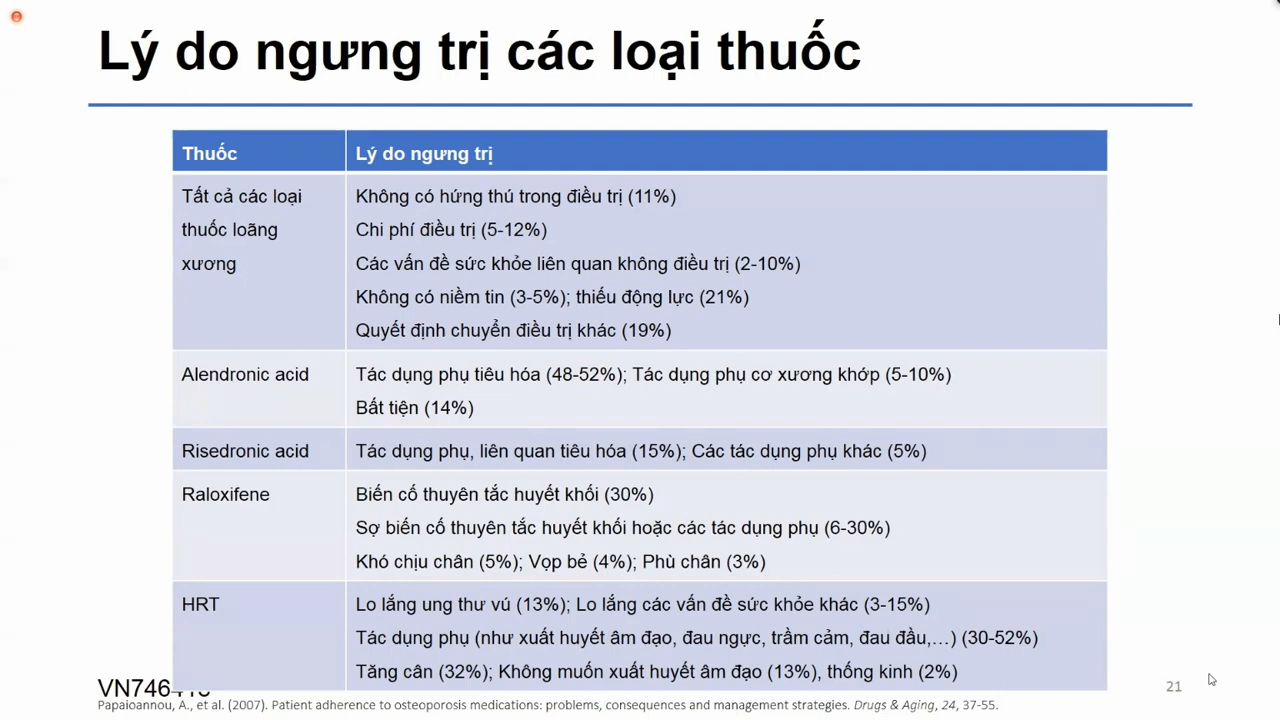 Lý do ngưng trị các loại thuốc
Thuốc
Lý do ngưng trị
Tất cả các loại
thuốc loãng
xương
Không có hứng thú trong điều trị (11%)
Chi phí điều trị (5-12%)
Các vấn đề sức khỏe liên quan không điều trị (2-10%)
Không có niềm tin (3-5%); thiếu động lực (21%)
Quyết định chuyển điều trị khác (19%)
Alendronic acid
Tác dụng phụ tiêu hóa (48-52%); Tác dụng phụ cơ xương khớp (5-10%)
Bất tiện (14%)
Risedronic acid
Tác dụng phụ, liên quan tiêu hóa (15%); Các tác dụng phụ khác (5%)
Raloxifene
Biến cố thuyên tắc huyết khối (30%)
Sợ biến cố thuyên tắc huyết khối hoặc các tác dụng phụ (6-30%)
Khó chịu chân (5%); Vọp bẻ (4%); Phù chân (3%)
HRT
Lo lắng ung thư vú (13%); Lo lắng các vấn đề sức khỏe khác (3-15%)
Tác dụng phụ (như xuất huyết âm đạo, đau ngực, trầm cảm, đau đầu,…) (30-52%)
Tăng cân (32%); Không muốn xuất huyết âm đạo (13%), thống kinh (2%)
21
Papaioannou, A., et al. (2007). Patient adherence to osteoporosis medications: problems, consequences and management strategies. Drugs & Aging, 24, 37-55.